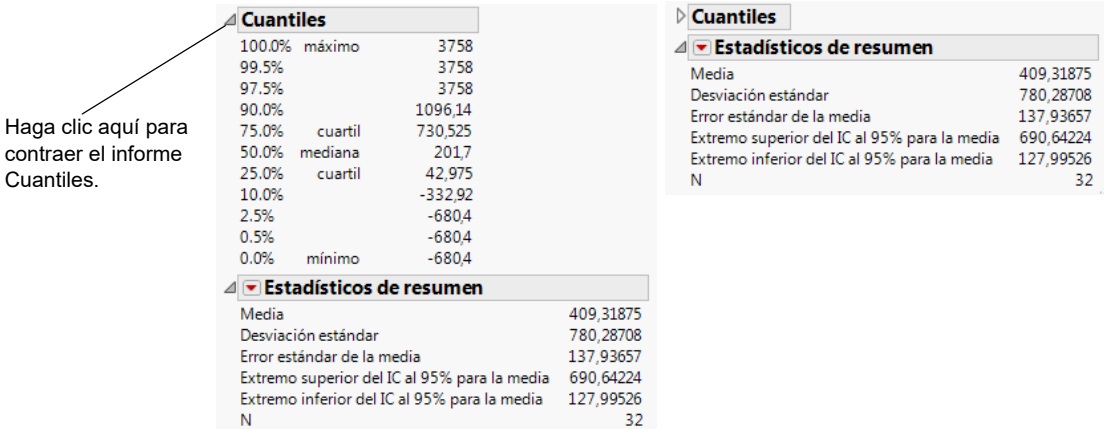 Haga clic aquí para
contraer el informe
Cuantiles.
Cuantiles
100.0% máximo 3758
99.5% 3758
97.5% 3758
90.0% 1096,14
75.0% cuartil 730,525
50.0% mediana 201,7
25.0% cuartil 42,975
10.0% -332,92
2.5% -680,4
0.5% -680,4
0.0% mínimo -680,4
Estadísticos de resumen
Media 409,31875
Desviación estándar 780,28708
Error estándar de la media 137,93657
Extremo superior del IC al 95% para la media 690,64224
Extremo inferior del IC al 95% para la media 127,99526
N 32
Cuantiles
Estadísticos de resumen
Media 409,31875
Desviación estándar 780,28708
Error estándar de la media 137,93657
Extremo superior del IC al 95% para la media 690,64224
Extremo inferior del IC al 95% para la media 127,99526
N 32